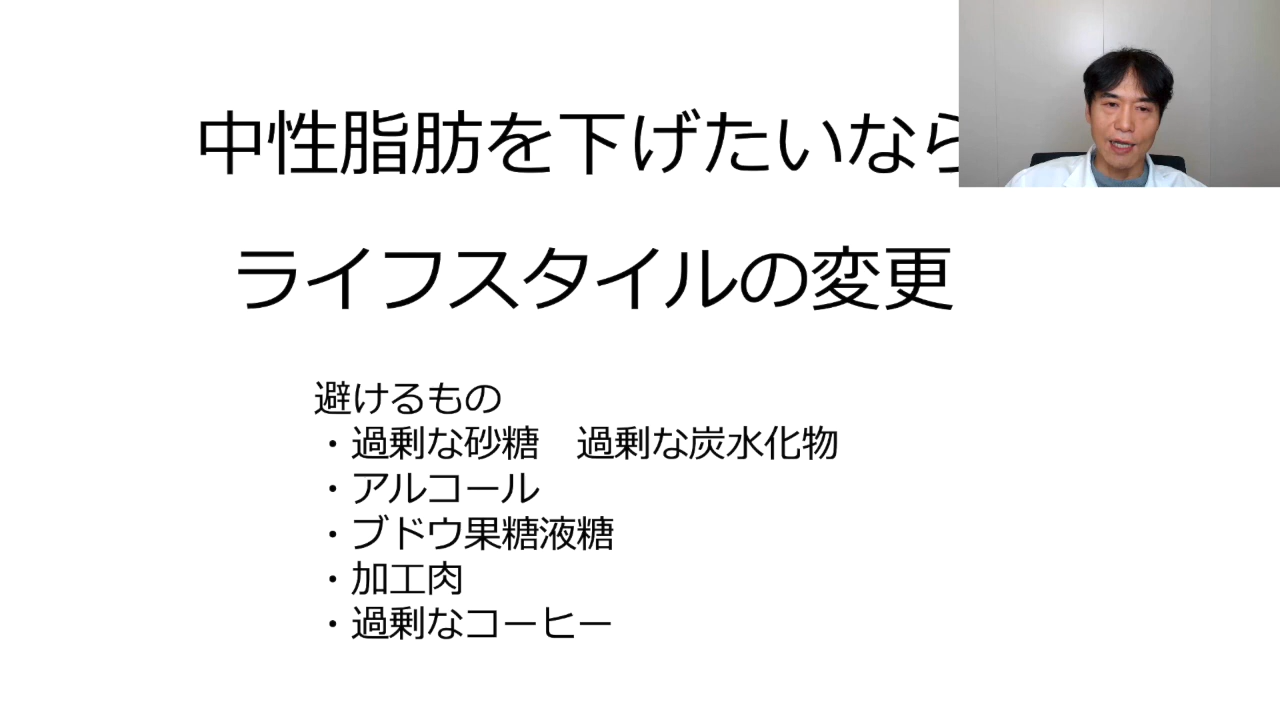 中性脂肪を下げたいなら
ライフスタイルの変更
避けるもの
・過剰な砂糖　過剰な炭水化物
・アルコール
・ブドウ果糖液糖
・加工肉
・過剰なコーヒー